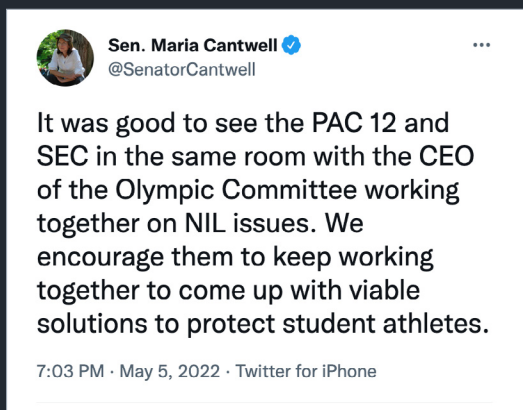 Sen. Maria Cantwell
@SenatorCantwell
It was good to see the PAC 12 and
SEC in the same room with the CEO
of the Olympic Committee working
together on NIL issues. We
encourage them to keep working
together to come up with viable
solutions to protect student athletes.
7:03 PM · May 5, 2022 · Twitter for iPhone